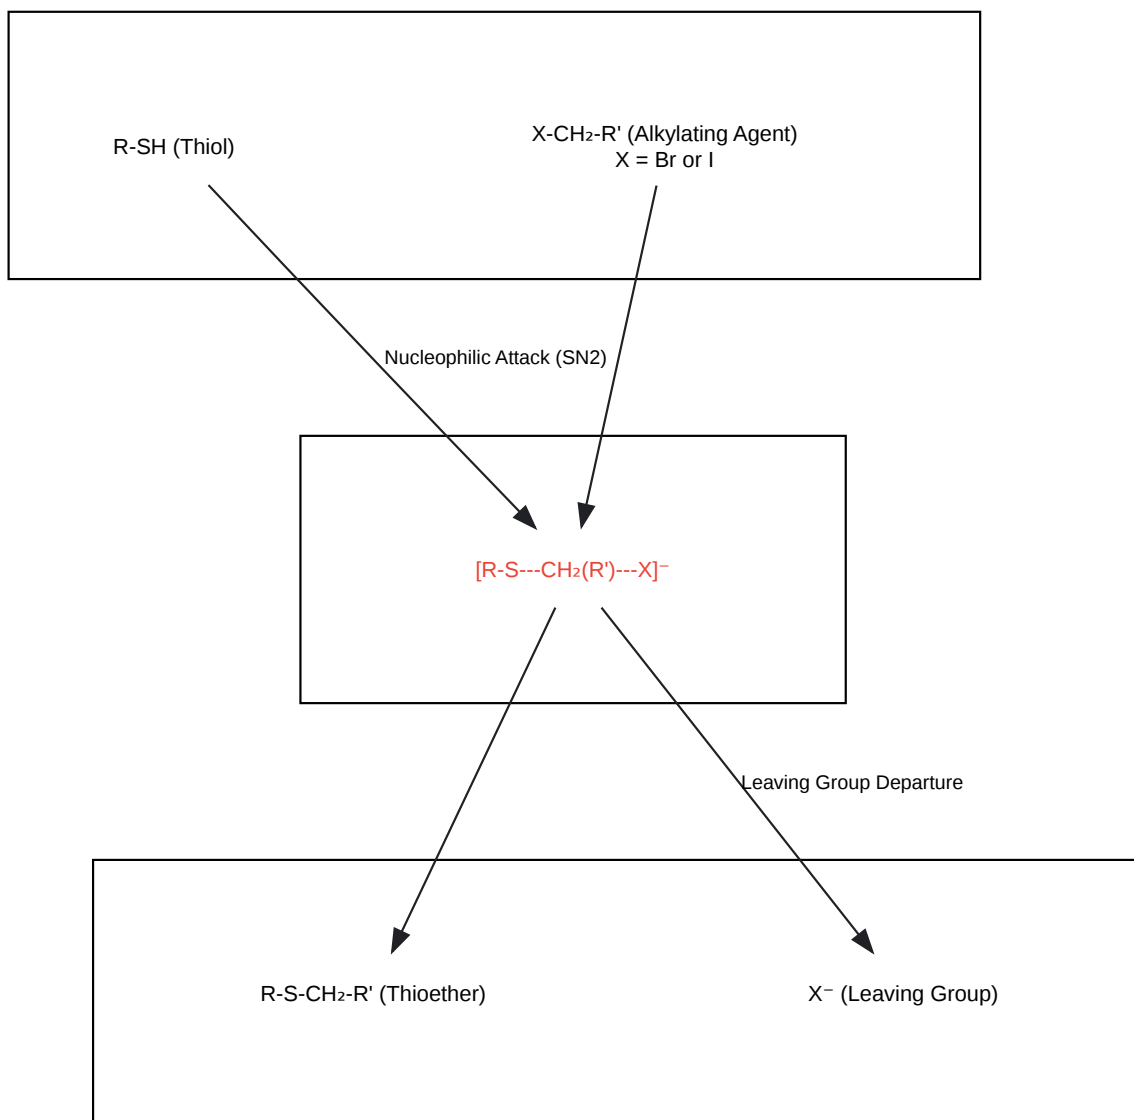 R-SH (Thiol)
X-CH₂-R' (Alkylating Agent)
X = Br or I
Nucleophilic Attack (SN2)
[R-S---CH₂(R')---X]⁻
Leaving Group Departure
R-S-CH₂-R' (Thioether)
X⁻ (Leaving Group)